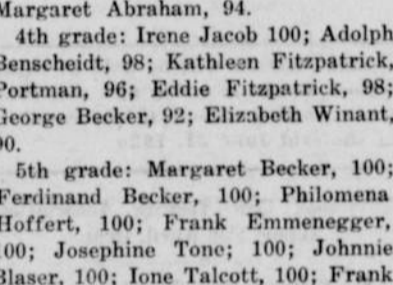 Margaret Abraham, 94.
4th grade: Irene Jacob 100; Adolph
Benscheidt, 98; Kathleen Fitzpatrick,
Portman, 96; Eddie Fitzpatrick, 98;
George Becker, 92; Elizabeth Winant,
90.
5th grade: Margaret Becker, 100;
Ferdinand Becker, 100; Philomena
Hoffert, 100; Frank Emmenegger,
100; Josephine Tone; 100; Johnnie
Blaser, 100; Ione Talcott, 100; Frank